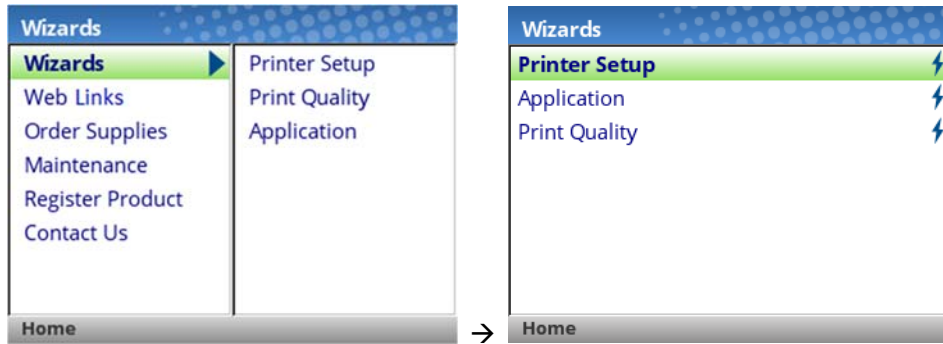 Wizards
Wizards
Web Links
Order Supplies
Maintenance
Register Product
Contact Us
Printer Setup
Print Quality
Application
Home
→
Wizards
Printer Setup
Application
Print Quality
Home